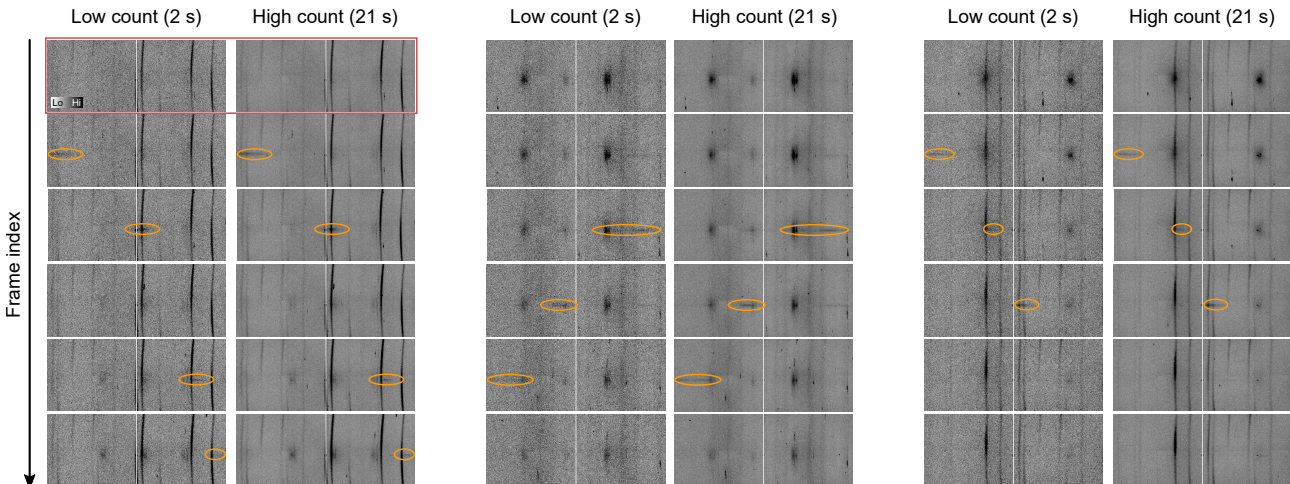 Low count (2 s) High count (21 s) Low count (2 s) High count (21 s) Low count (2 s) High count (21 s)
Lo Hi
Frame index